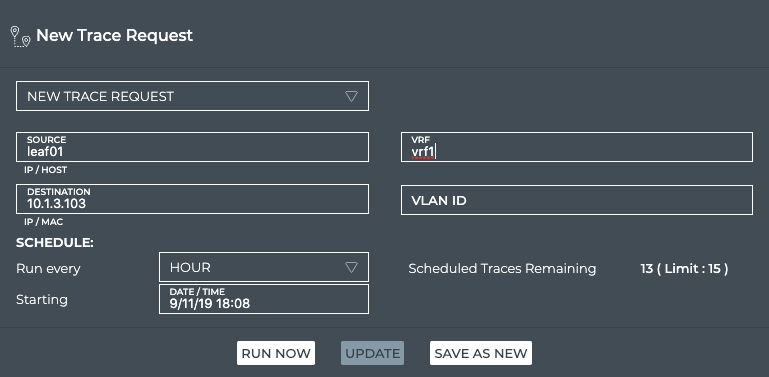 New Trace Request
NEW TRACE REQUEST
SOURCE
leaf01
IP / HOST
VRF
vrf1
DESTINATION
10.1.3.103
IP / MAC
VLAN ID
SCHEDULE:
Run every
HOUR
Scheduled Traces Remaining 13 ( Limit : 15 )
Starting
DATE / TIME
9/11/19 18:08
RUN NOW
UPDATE
SAVE AS NEW